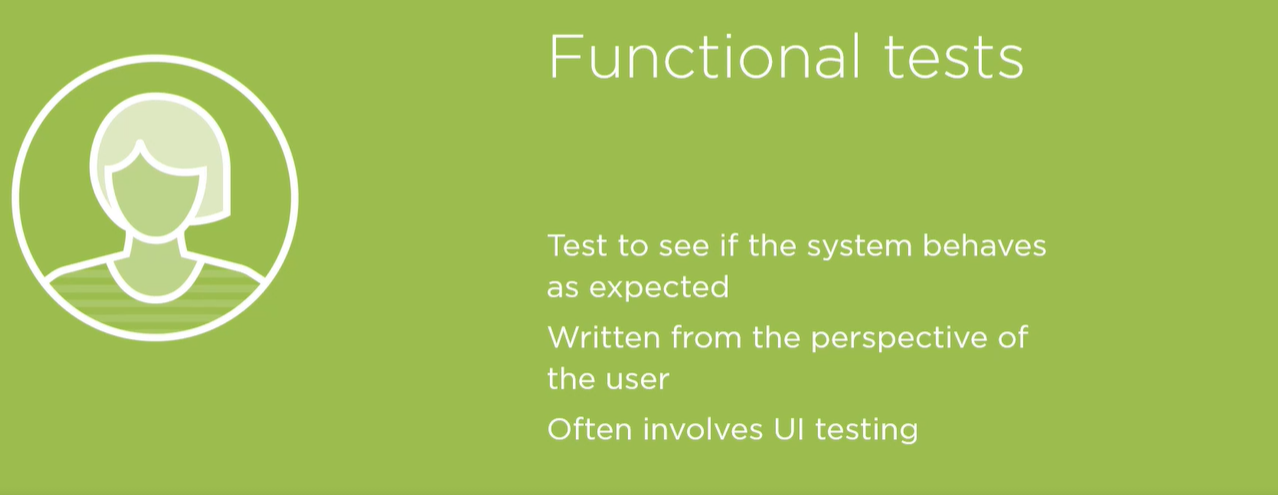 Functional tests
Test to see if the system behaves
as expected
Written from the perspective of
the user
Often involves UI testing